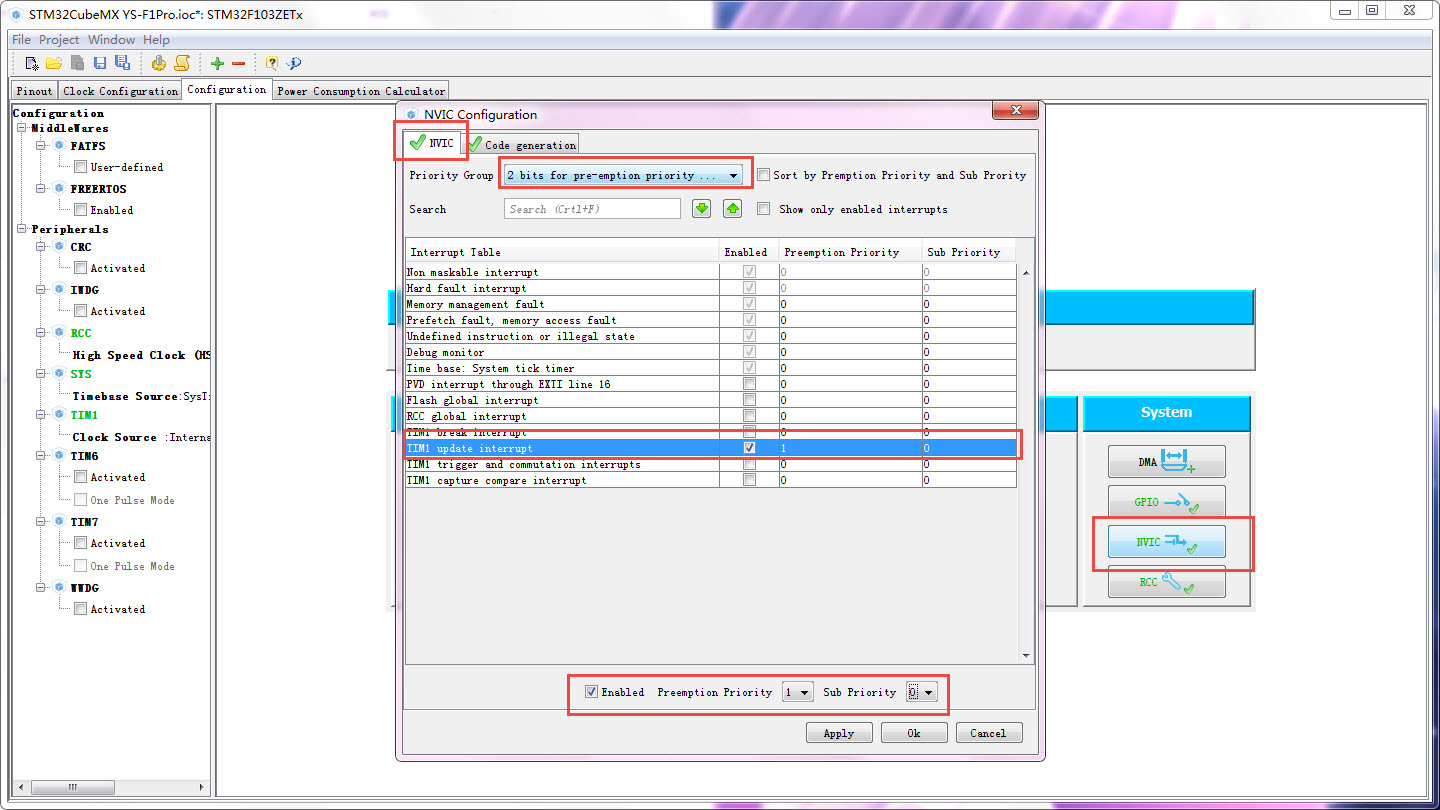 STM32CubeMX YS-F1Pro.ioc*: STM32F103ZETx
File Project Window Help
Pinout Clock Configuration Configuration Power Consumption Calculator
Configuration
MiddleWares
FATFS
User-defined
FREERTOS
Enabled
Peripherals
CRC
Activated
IWDG
Activated
RCC
High Speed Clock (HS
SYS
Timebase Source:SysT:
TIM1
Clock Source :Interna
TIM6
Activated
One Pulse Mode
TIM7
Activated
One Pulse Mode
WWDG
Activated
NVIC Configuration
NVIC Code generation
Priority Group 2 bits for pre-emption priority ... Sort by Premption Priority and Sub Prority
Search Search (Crtl+F) Show only enabled interrupts
Interrupt Table Enabled Preemption Priority Sub Priority
Non maskable interrupt 0 0
Hard fault interrupt 0 0
Memory management fault 0 0
Prefetch fault, memory access fault 0 0
Undefined instruction or illegal state 0 0
Debug monitor 0 0
Time base: System tick timer 0 0
PVD interrupt through EXTI line 16 0 0
Flash global interrupt 0 0
RCC global interrupt 0 0
TIM1 break interrupt 0 0
TIM1 update interrupt 1 0
TIM1 trigger and commutation interrupts 0 0
TIM1 capture compare interrupt 0 0
Enabled Preemption Priority 1 Sub Priority 0
Apply Ok Cancel
System
DMA
GPIO
NVIC
RCC